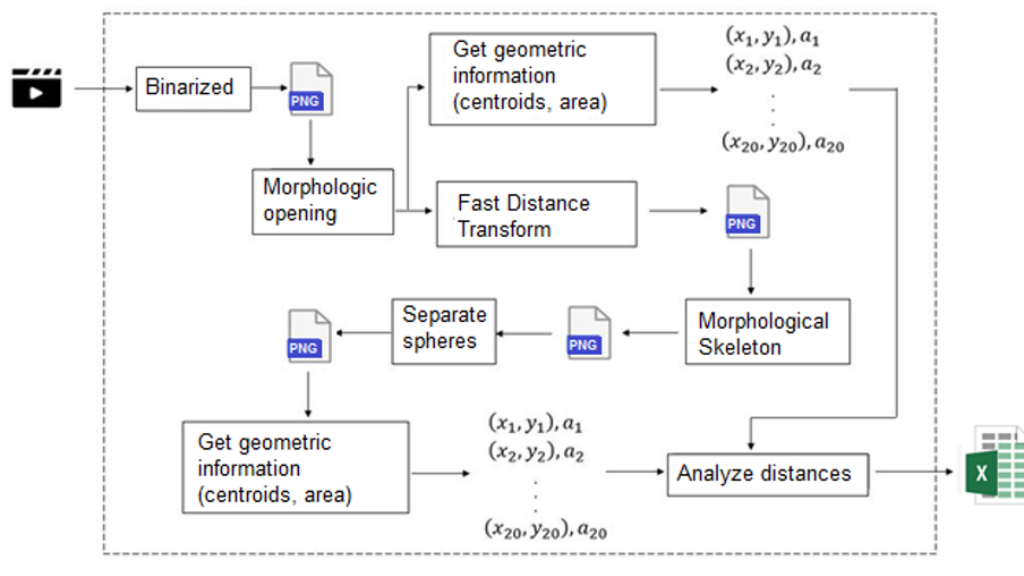 Binarized
PNG
Get geometric
information
(centroids, area)
(x₁, y₁), a₁
(x₂, y₂), a₂
.
.
.
(x₂₀, y₂₀), a₂₀
Morphologic
opening
Fast Distance
Transform
PNG
Morphological
Skeleton
PNG
Separate
spheres
PNG
Get geometric
information
(centroids, area)
(x₁, y₁), a₁
(x₂, y₂), a₂
.
.
.
(x₂₀, y₂₀), a₂₀
Analyze distances
X